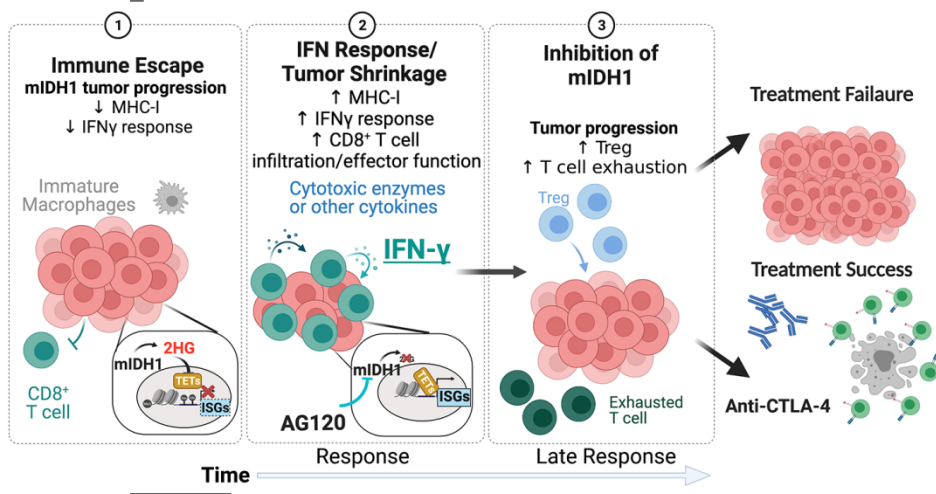 1
Immune Escape
mIDH1 tumor progression
↓ MHC-I
↓ IFNγ response
Immature
Macrophages
CD8⁺
T cell
2HG
mIDH1
TETs
ISGs
2
IFN Response/
Tumor Shrinkage
↑ MHC-I
↑ IFNγ response
↑ CD8⁺ T cell
infiltration/effector function
Cytotoxic enzymes
or other cytokines
IFN-γ
2HG
mIDH1
TETs
ISGs
AG120
3
Inhibition of
mIDH1
Tumor progression
↑ Treg
↑ T cell exhaustion
Treg
Exhausted
T cell
Treatment Failaure
Treatment Success
Anti-CTLA-4
Response
Late Response
Time